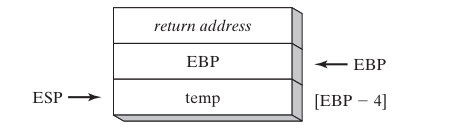 return address
EBP
EBP
ESP
temp
[EBP − 4]